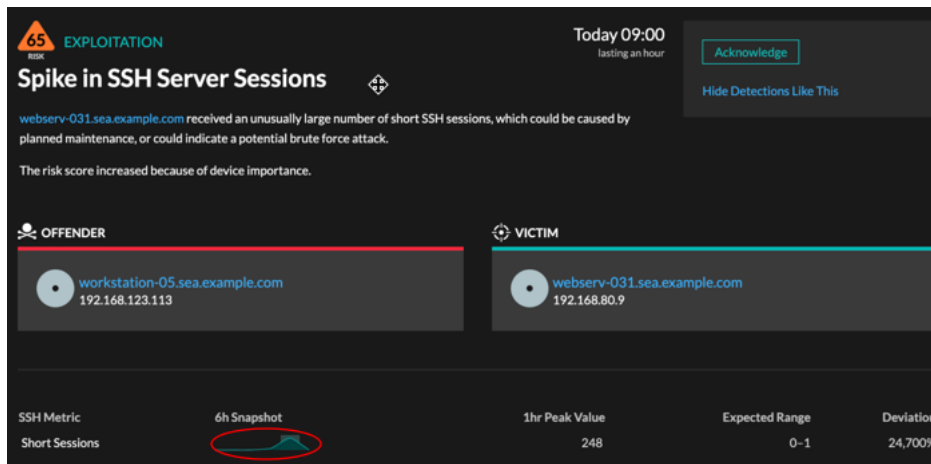 65
RISK
EXPLOITATION
Spike in SSH Server Sessions
Today 09:00
lasting an hour
Acknowledge
Hide Detections Like This
webserv-031.sea.example.com received an unusually large number of short SSH sessions, which could be caused by
planned maintenance, or could indicate a potential brute force attack.
The risk score increased because of device importance.
OFFENDER
workstation-05.sea.example.com
192.168.123.113
VICTIM
webserv-031.sea.example.com
192.168.80.9
SSH Metric 6h Snapshot 1hr Peak Value Expected Range Deviation
Short Sessions 248 0–1 24,700%